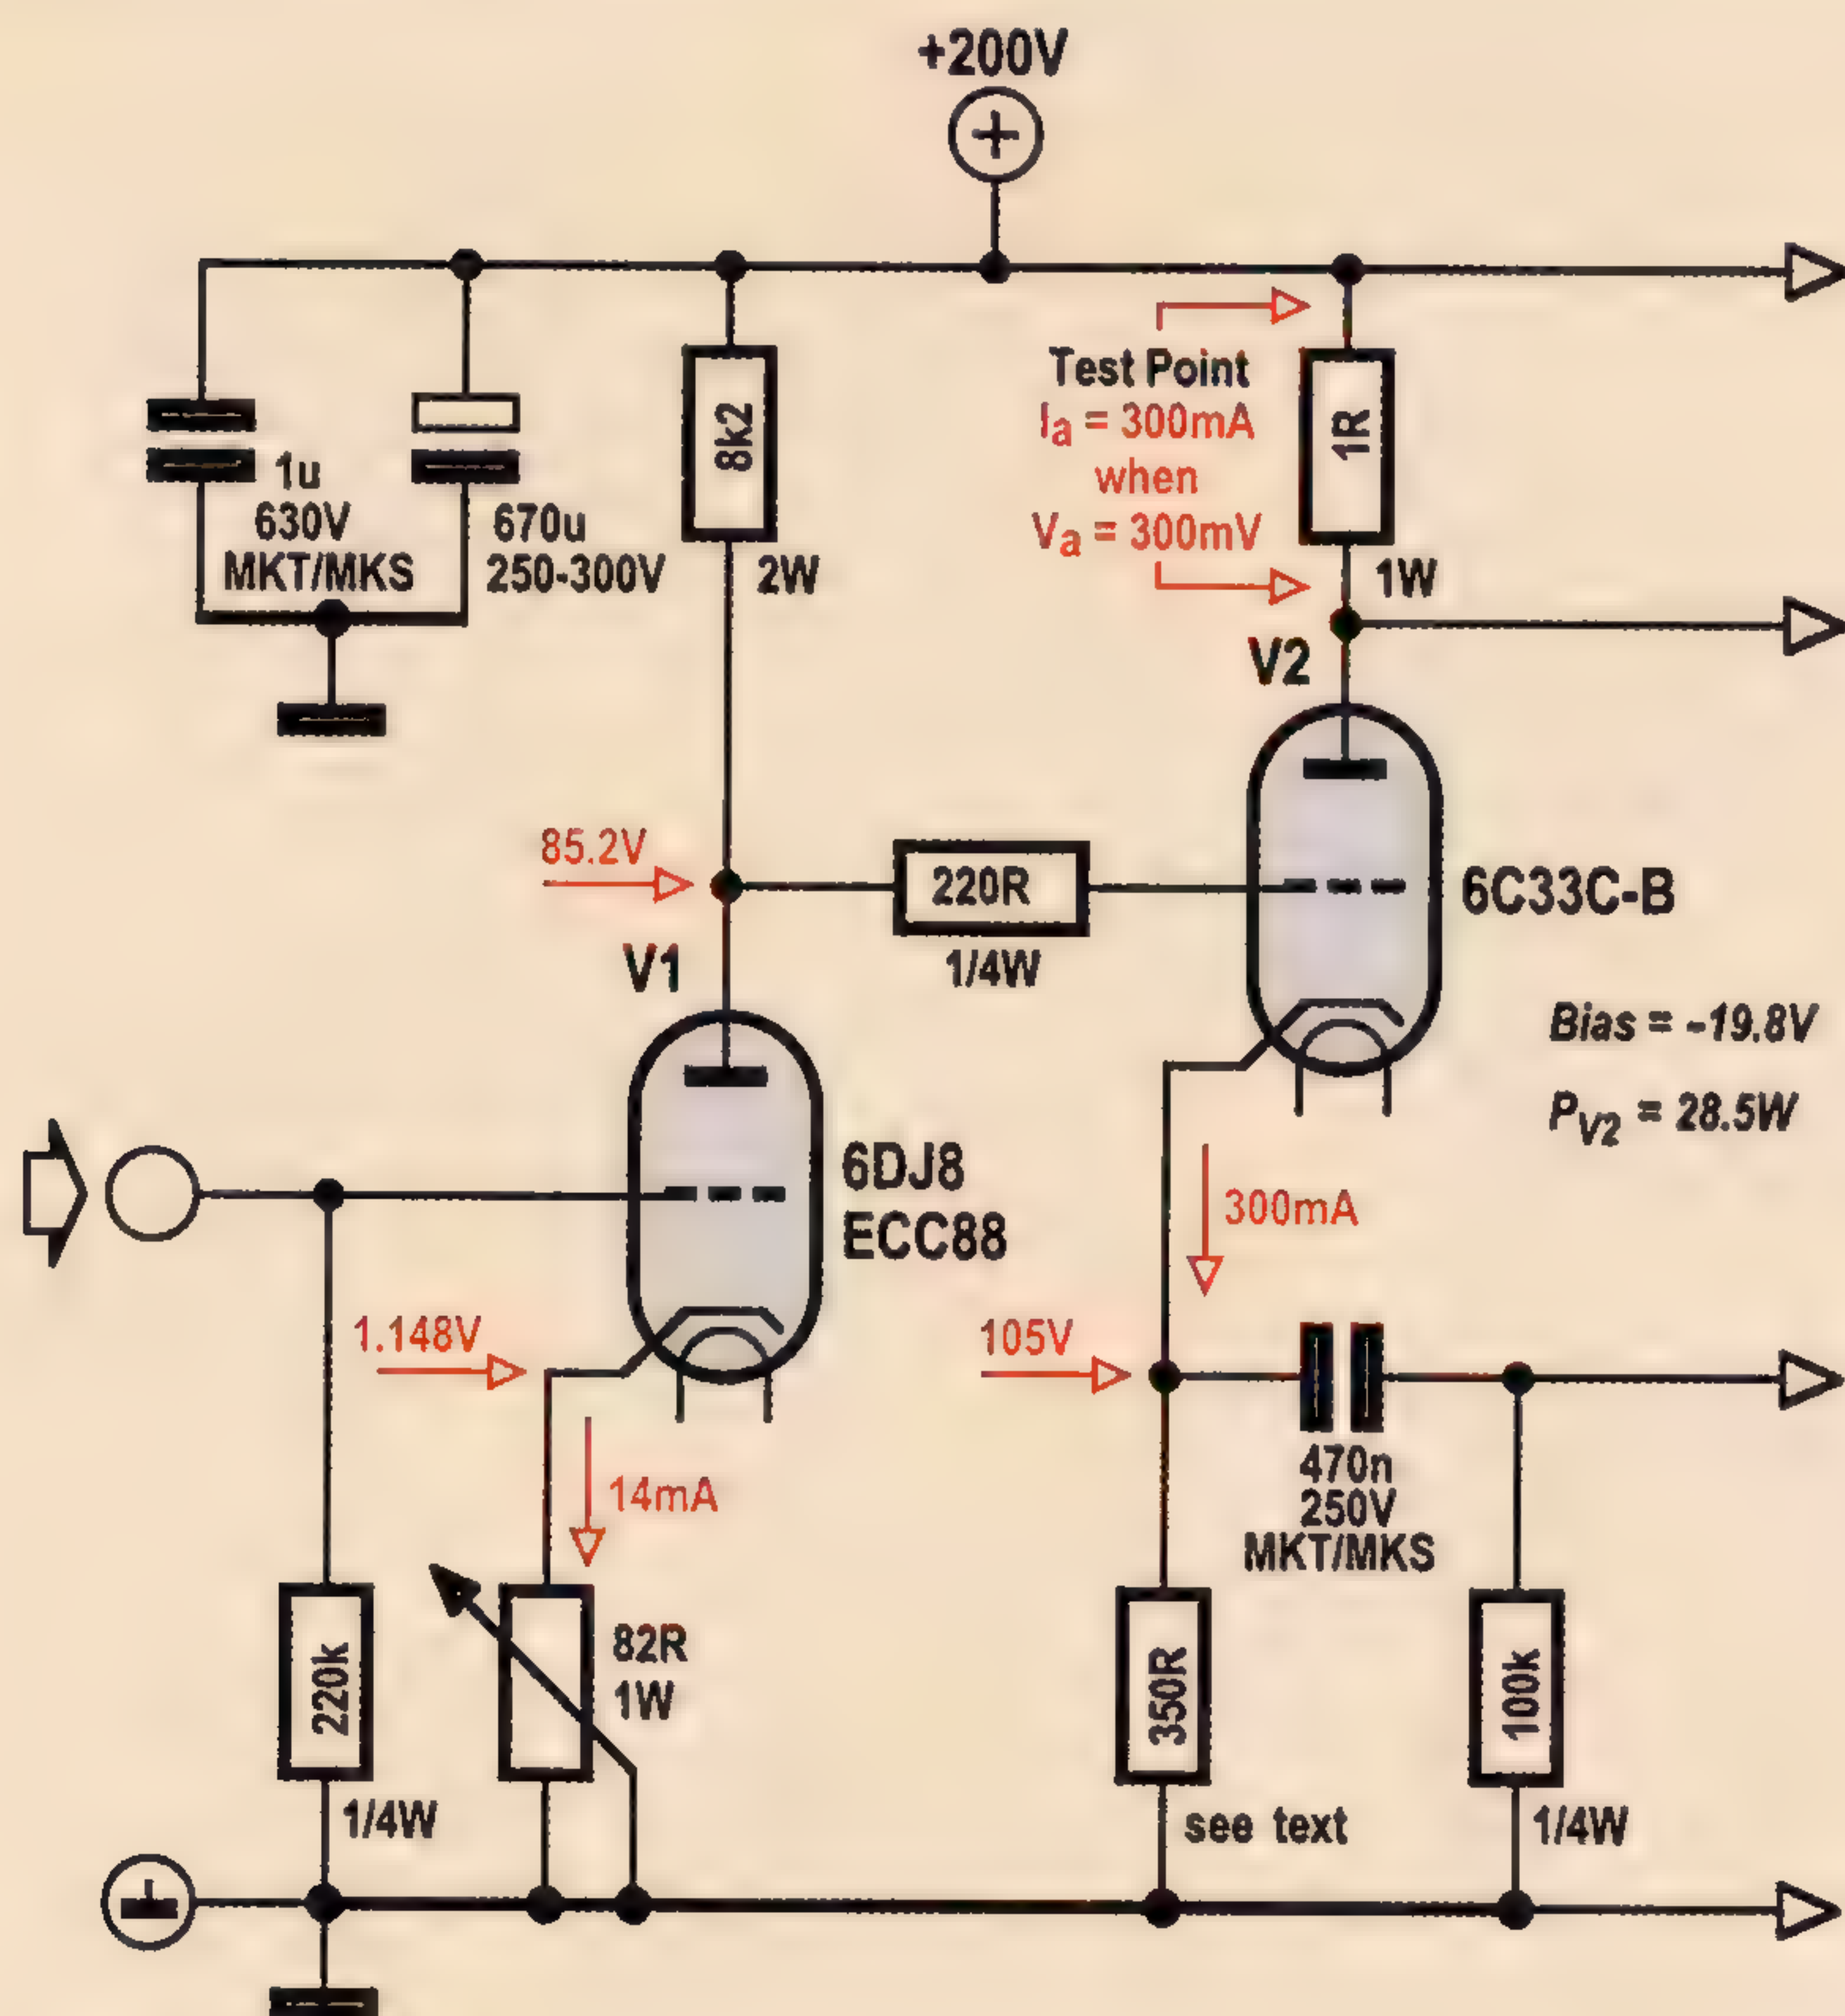 +200V
Test Point
Ia = 300mA
when
Va = 300mV
8k2
2W
1R
1W
1u
630V
MKT/MKS
670u
250-300V
V2
85.2V
220R
1/4W
6C33C-B
V1
Bias = -19.8V
PV2 = 28.5W
6DJ8
ECC88
300mA
1.148V
105V
14mA
470n
250V
MKT/MKS
220k
1/4W
82R
1W
350R
see text
100k
1/4W